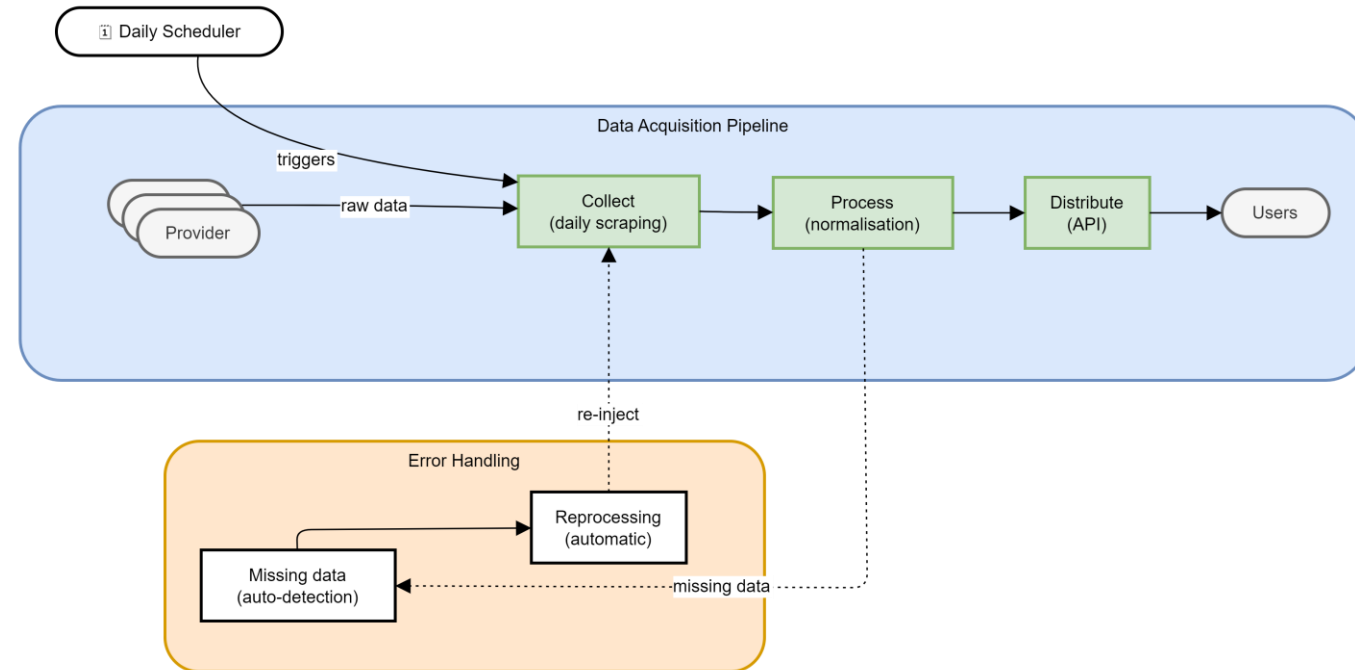 🗓 Daily Scheduler
Data Acquisition Pipeline
triggers
raw data
Provider
Collect
(daily scraping)
Process
(normalisation)
Distribute
(API)
Users
re-inject
Error Handling
Reprocessing
(automatic)
Missing data
(auto-detection)
missing data